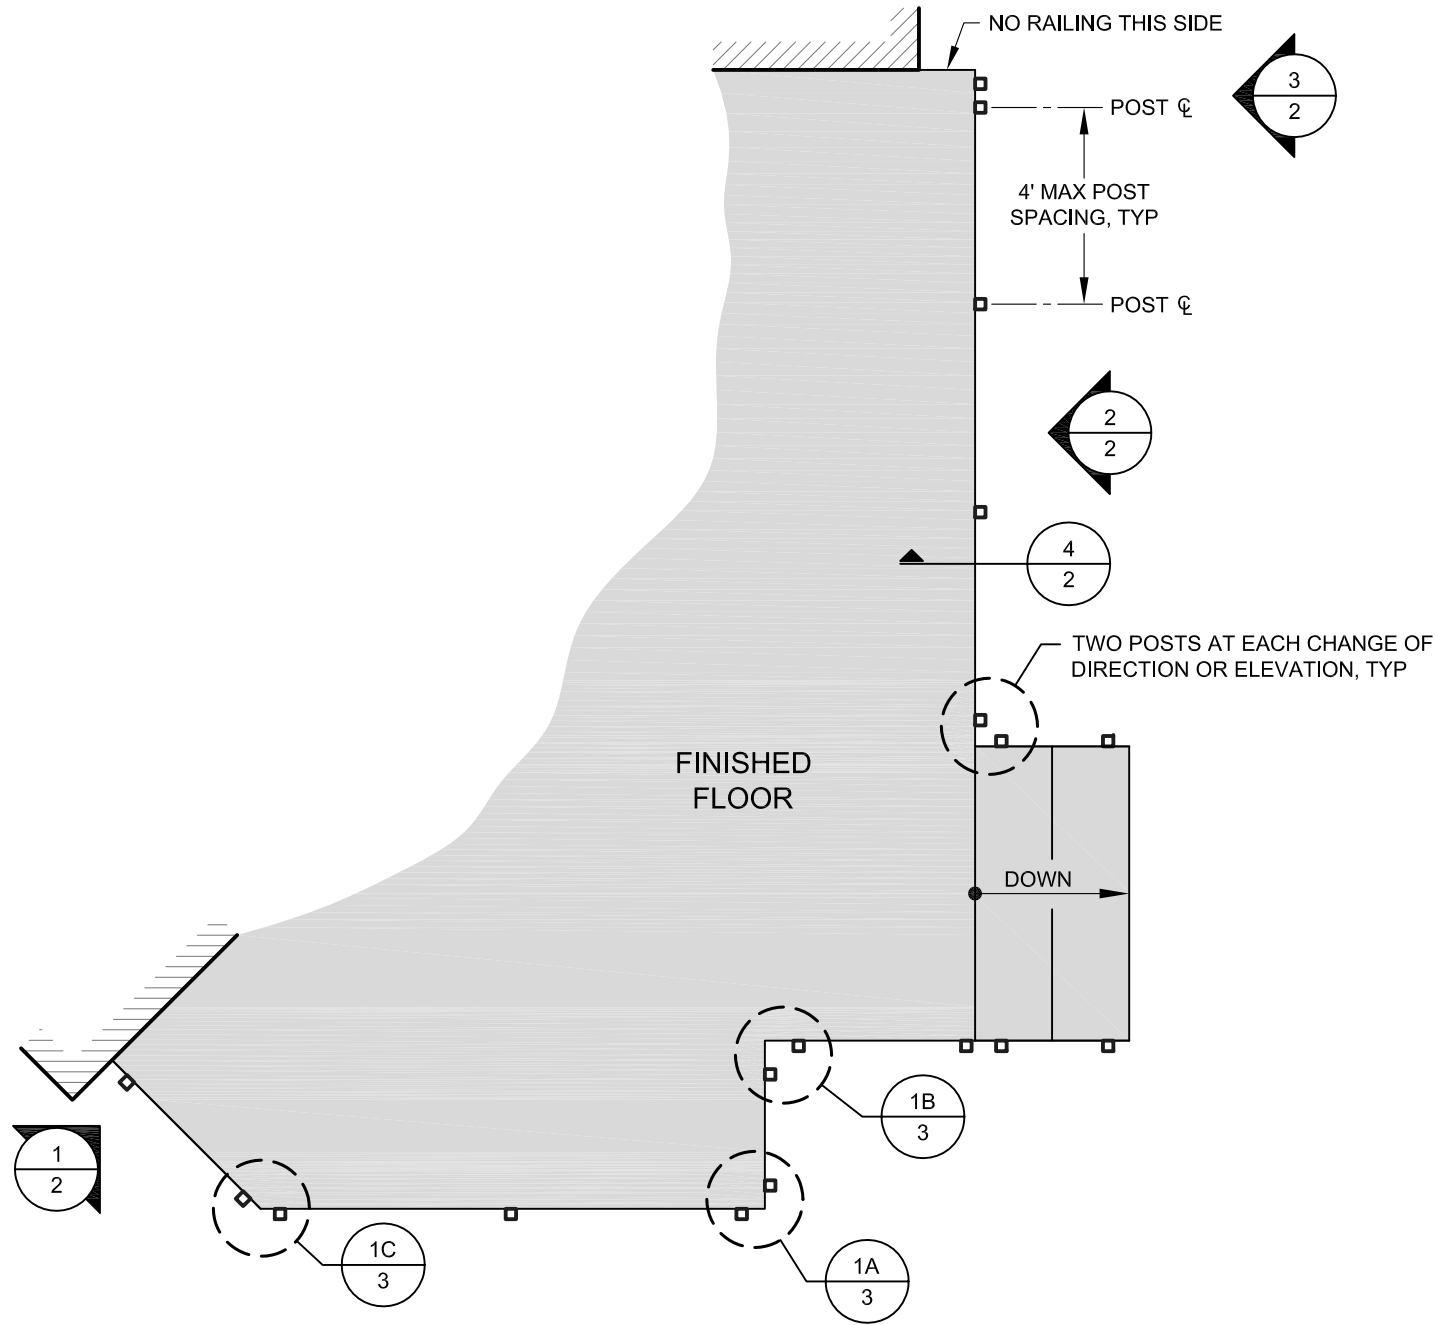 NO RAILING THIS SIDE
3
2
POST ℄
4' MAX POST
SPACING, TYP
POST ℄
2
2
4
2
TWO POSTS AT EACH CHANGE OF
DIRECTION OR ELEVATION, TYP
FINISHED
FLOOR
DOWN
1B
3
1
2
1C
3
1A
3